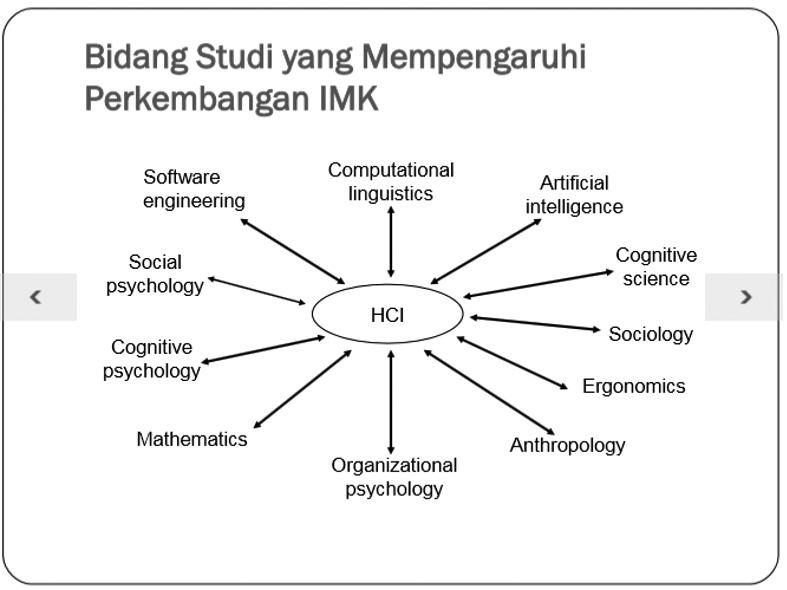 Bidang Studi yang Mempengaruhi
Perkembangan IMK
Software
engineering
Computational
linguistics
Artificial
intelligence
Social
psychology
Cognitive
science
HCI
Sociology
Cognitive
psychology
Ergonomics
Mathematics
Anthropology
Organizational
psychology